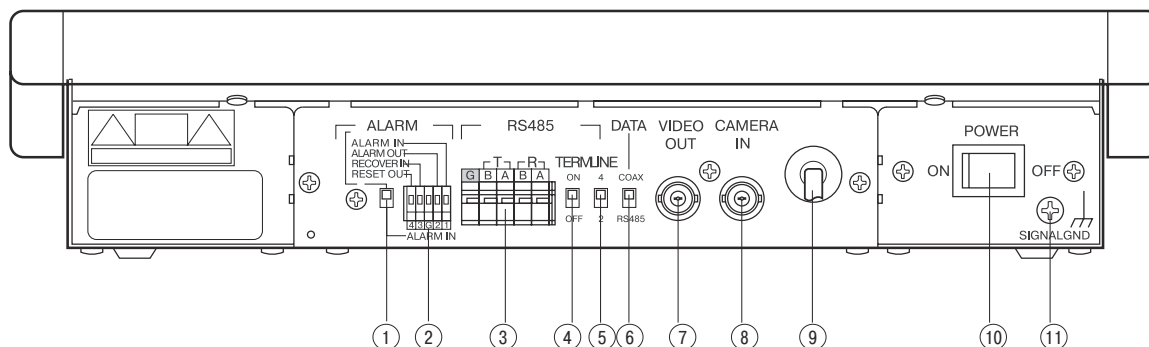 ALARM
RS485
DATA
VIDEO OUT
CAMERA IN
POWER
ALARM IN
ALARM OUT
RECOVER IN
RESET OUT
T
R
G B A B A
TERM
LINE
ON
4
COAX
OFF
2
RS485
4 3 G 2 1
ALARM IN
ON
OFF
SIGNAL GND
1 2 3 4 5 6 7 8 9 10 11